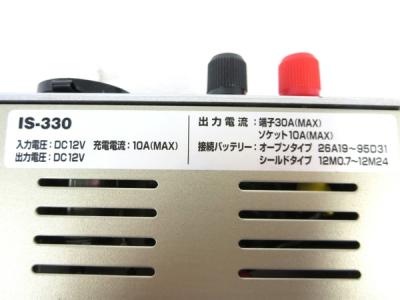 IS-330
入力電圧:DC12V 充電電流:10A(MAX)
出力電圧:DC12V
出力電流:端子30A(MAX)
ソケット10A(MAX)
接続バッテリー:オープンタイプ 26A19~95D31
シールドタイプ 12M0.7~12M24